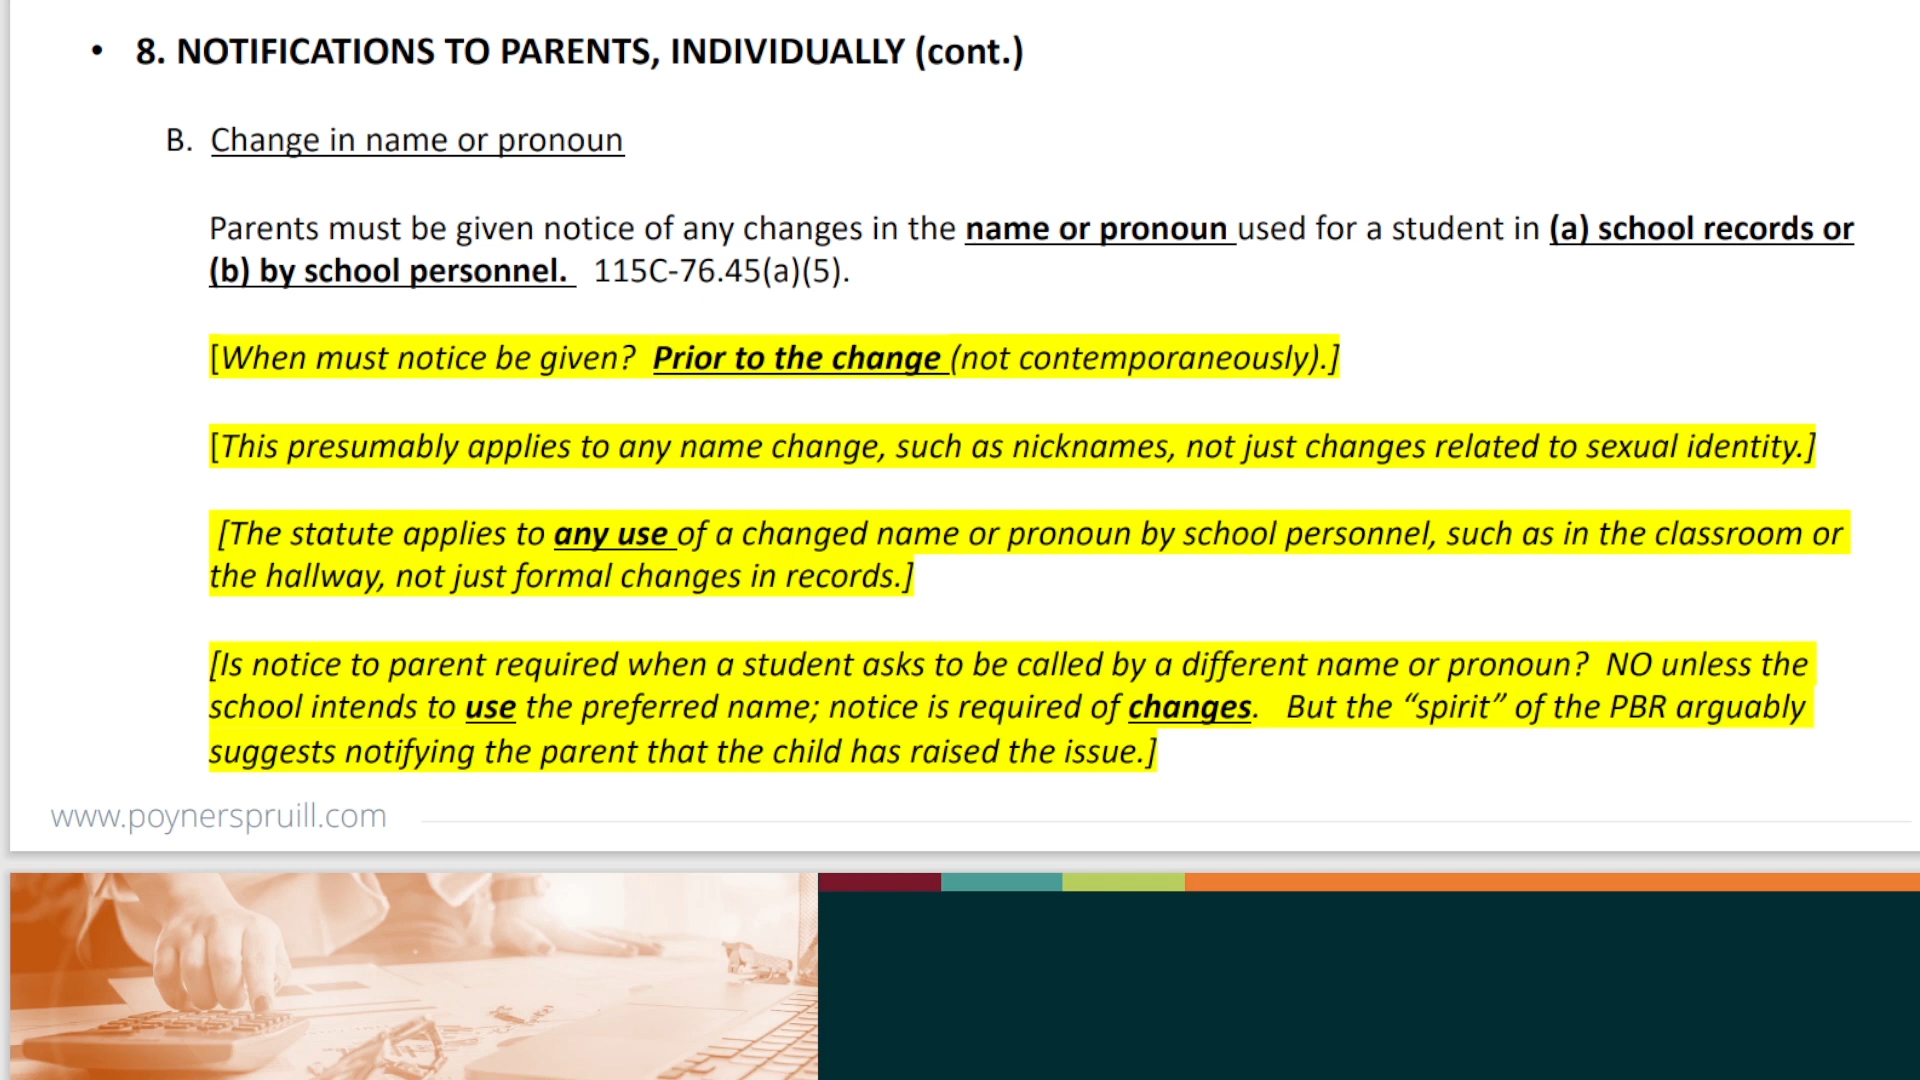 • 8. NOTIFICATIONS TO PARENTS, INDIVIDUALLY (cont.)
B. Change in name or pronoun
Parents must be given notice of any changes in the name or pronoun used for a student in (a) school records or
(b) by school personnel. 115C-76.45(a)(5).
[When must notice be given? Prior to the change (not contemporaneously).]
[This presumably applies to any name change, such as nicknames, not just changes related to sexual identity.]
[The statute applies to any use of a changed name or pronoun by school personnel, such as in the classroom or
the hallway, not just formal changes in records.]
[Is notice to parent required when a student asks to be called by a different name or pronoun? NO unless the
school intends to use the preferred name; notice is required of changes. But the “spirit” of the PBR arguably
suggests notifying the parent that the child has raised the issue.]
www.poynerspruill.com